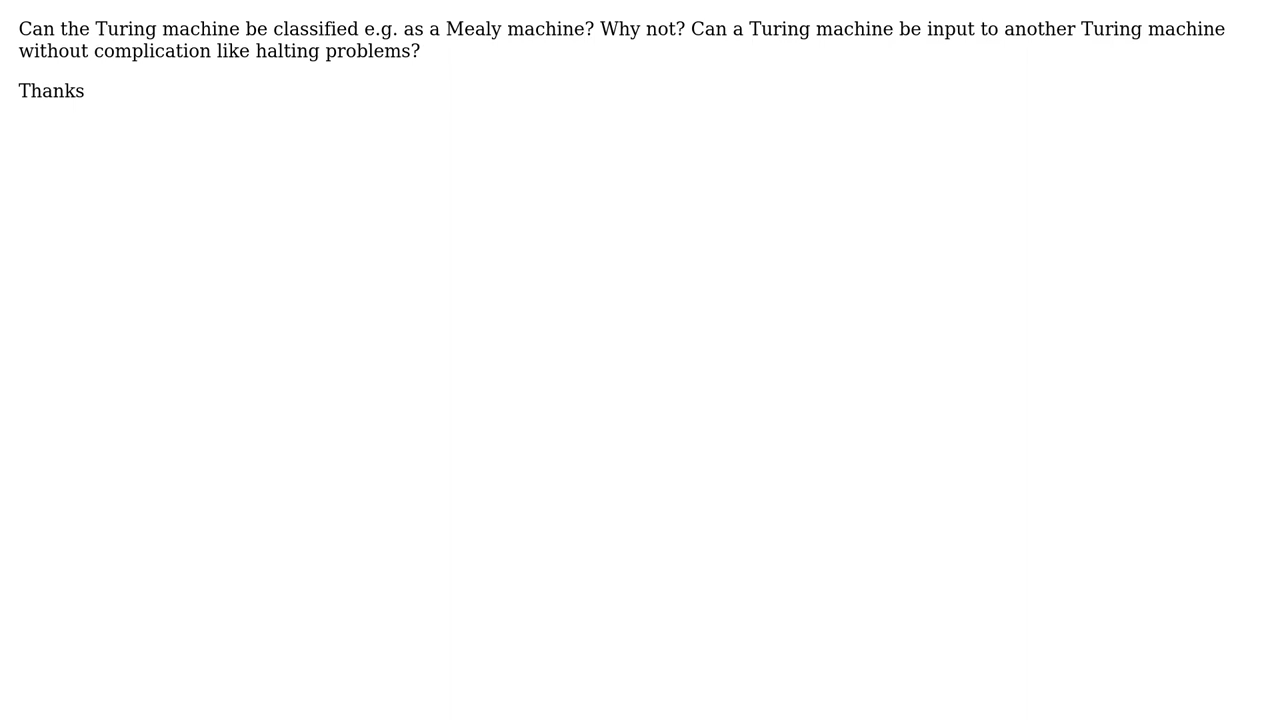 Can the Turing machine be classified e.g. as a Mealy machine? Why not? Can a Turing machine be input to another Turing machine
without complication like halting problems?
Thanks